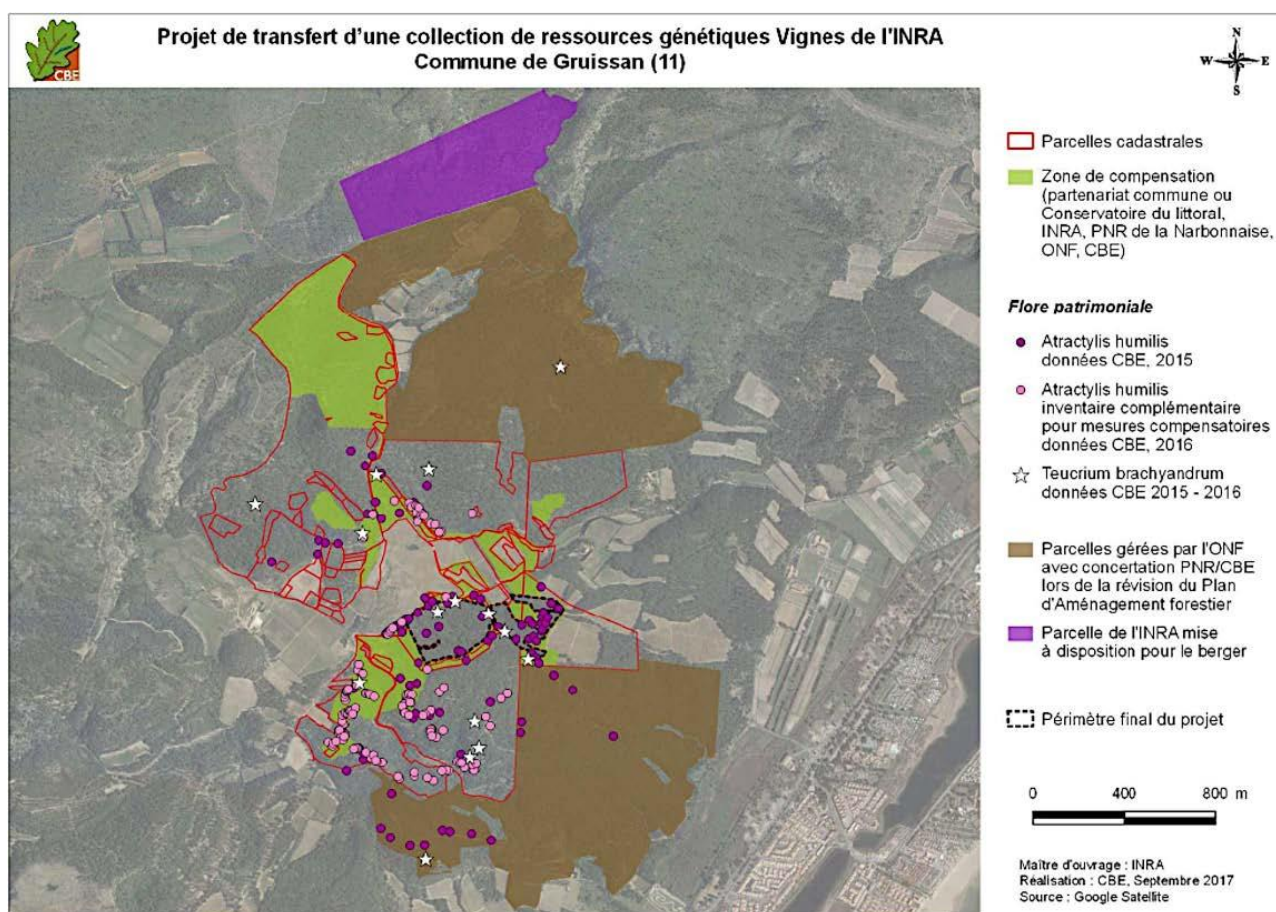 Projet de transfert d'une collection de ressources génétiques Vignes de l'INRA
Commune de Gruissan (11)
CBE
N
W E
S
Parcelles cadastrales
Zone de compensation
(partenariat commune ou
Conservatoire du littoral,
INRA, PNR de la Narbonnaise,
ONF, CBE)
Flore patrimoniale
Atractylis humilis
données CBE, 2015
Atractylis humilis
inventaire complémentaire
pour mesures compensatoires
données CBE, 2016
Teucrium brachyandrum
données CBE 2015 - 2016
Parcelles gérées par l'ONF
avec concertation PNR/CBE
lors de la révision du Plan
d'Aménagement forestier
Parcelle de l'INRA mise
à disposition pour le berger
Périmètre final du projet
0 400 800 m
Maître d'ouvrage : INRA
Réalisation : CBE, Septembre 2017
Source : Google Satellite